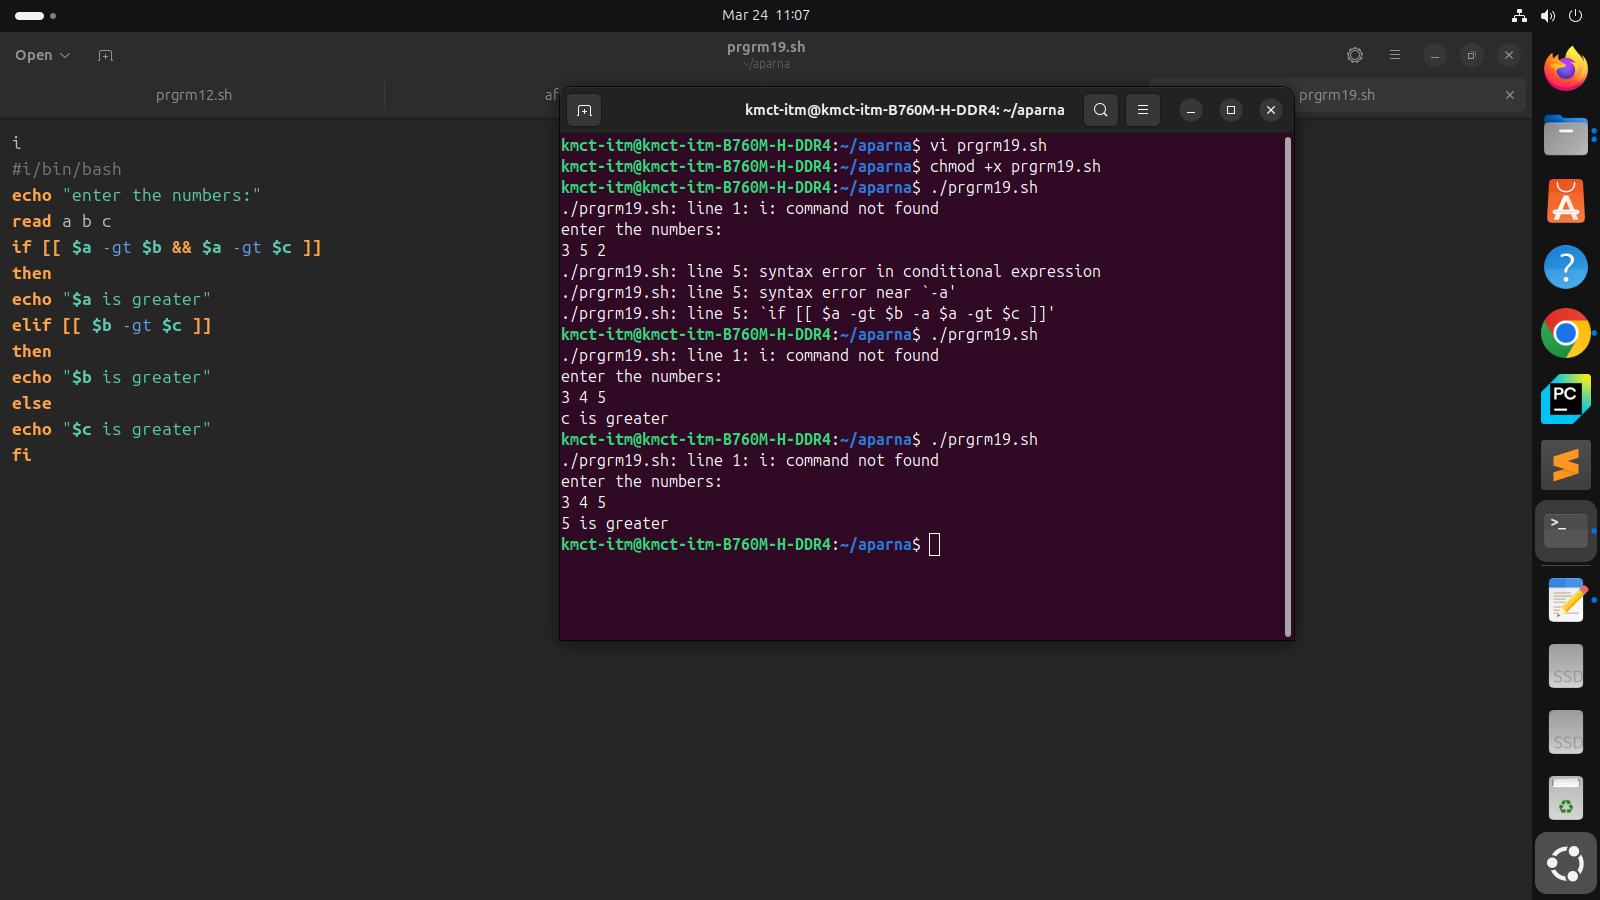 Mar 24 11:07
Open
prgrm19.sh
~/aparna
prgrm12.sh
prgrm19.sh
i
#i/bin/bash
echo "enter the numbers:"
read a b c
if [[ $a -gt $b && $a -gt $c ]]
then
echo "$a is greater"
elif [[ $b -gt $c ]]
then
echo "$b is greater"
else
echo "$c is greater"
fi
kmct-itm@kmct-itm-B760M-H-DDR4: ~/aparna
kmct-itm@kmct-itm-B760M-H-DDR4:~/aparna$ vi prgrm19.sh
kmct-itm@kmct-itm-B760M-H-DDR4:~/aparna$ chmod +x prgrm19.sh
kmct-itm@kmct-itm-B760M-H-DDR4:~/aparna$ ./prgrm19.sh
./prgrm19.sh: line 1: i: command not found
enter the numbers:
3 5 2
./prgrm19.sh: line 5: syntax error in conditional expression
./prgrm19.sh: line 5: syntax error near `-a'
./prgrm19.sh: line 5: `if [[ $a -gt $b -a $a -gt $c ]]'
kmct-itm@kmct-itm-B760M-H-DDR4:~/aparna$ ./prgrm19.sh
./prgrm19.sh: line 1: i: command not found
enter the numbers:
3 4 5
c is greater
kmct-itm@kmct-itm-B760M-H-DDR4:~/aparna$ ./prgrm19.sh
./prgrm19.sh: line 1: i: command not found
enter the numbers:
3 4 5
5 is greater
kmct-itm@kmct-itm-B760M-H-DDR4:~/aparna$
PC
>_
SSD
SSD